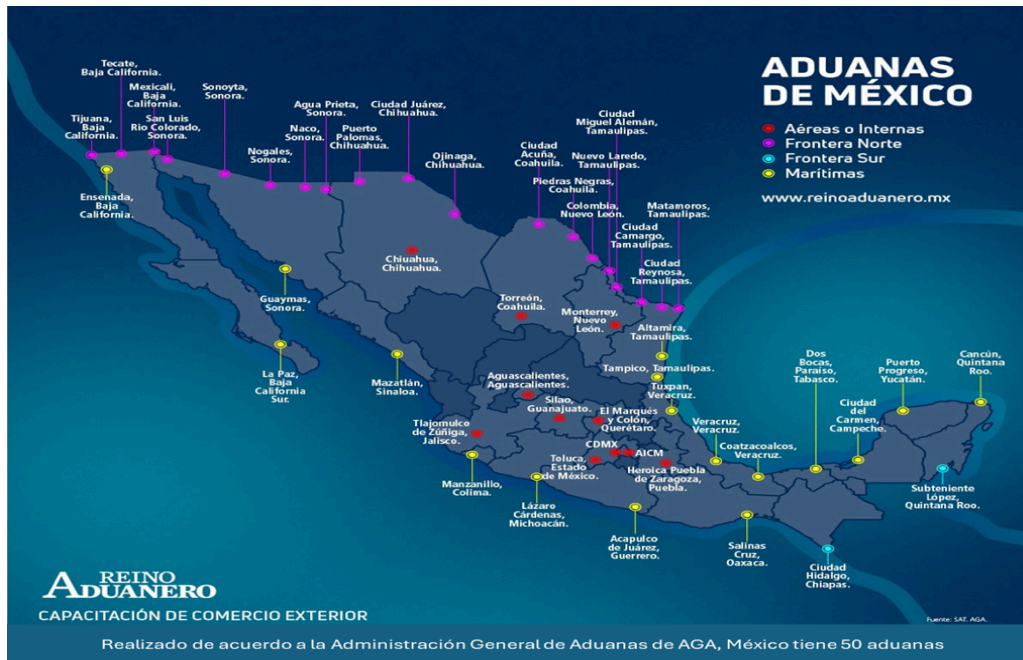 ADUANAS
DE MÉXICO
Aéreas o Internas
Frontera Norte
Frontera Sur
Marítimas
www.reinoaduanero.mx
Tecate,
Baja California.
Mexicali,
Baja
California.
Tijuana,
Baja
California.
San Luis
Río Colorado,
Sonora.
Sonoyta,
Sonora.
Nogales,
Sonora.
Naco,
Sonora.
Agua Prieta,
Sonora.
Puerto
Palomas,
Chihuahua.
Ciudad Juárez,
Chihuahua.
Ojinaga,
Chihuahua.
Ciudad
Acuña,
Coahuila.
Piedras Negras,
Coahuila.
Colombia,
Nuevo León.
Nuevo Laredo,
Tamaulipas.
Ciudad
Miguel Alemán,
Tamaulipas.
Ciudad
Camargo,
Tamaulipas.
Ciudad
Reynosa,
Tamaulipas.
Matamoros,
Tamaulipas.
Ensenada,
Baja
California.
Chiuahua,
Chihuahua.
Guaymas,
Sonora.
Torreón,
Coahuila.
Monterrey,
Nuevo
León.
Altamira,
Tamaulipas.
Tampico, Tamaulipas.
Tuxpan,
Veracruz.
La Paz,
Baja
California
Sur.
Mazatlán,
Sinaloa.
Aguascalientes,
Aguascalientes.
Silao,
Guanajuato.
El Marqués
y Colón,
Querétaro.
Tlajomulco
de Zúñiga,
Jalisco.
CDMX
AICM
Toluca,
Estado
de México.
Heroica Puebla
de Zaragoza,
Puebla.
Veracruz,
Veracruz.
Coatzacoalcos,
Veracruz.
Dos
Bocas,
Paraíso,
Tabasco.
Ciudad
del
Carmen,
Campeche.
Puerto
Progreso,
Yucatán.
Cancún,
Quintana
Roo.
Manzanillo,
Colima.
Lázaro
Cárdenas,
Michoacán.
Acapulco
de Juárez,
Guerrero.
Salinas
Cruz,
Oaxaca.
Subteniente
López,
Quintana Roo.
Ciudad
Hidalgo,
Chiapas.
REINO
ADUANERO
CAPACITACIÓN DE COMERCIO EXTERIOR
Fuente: SAT. AGA.
Realizado de acuerdo a la Administración General de Aduanas de AGA, México tiene 50 aduanas